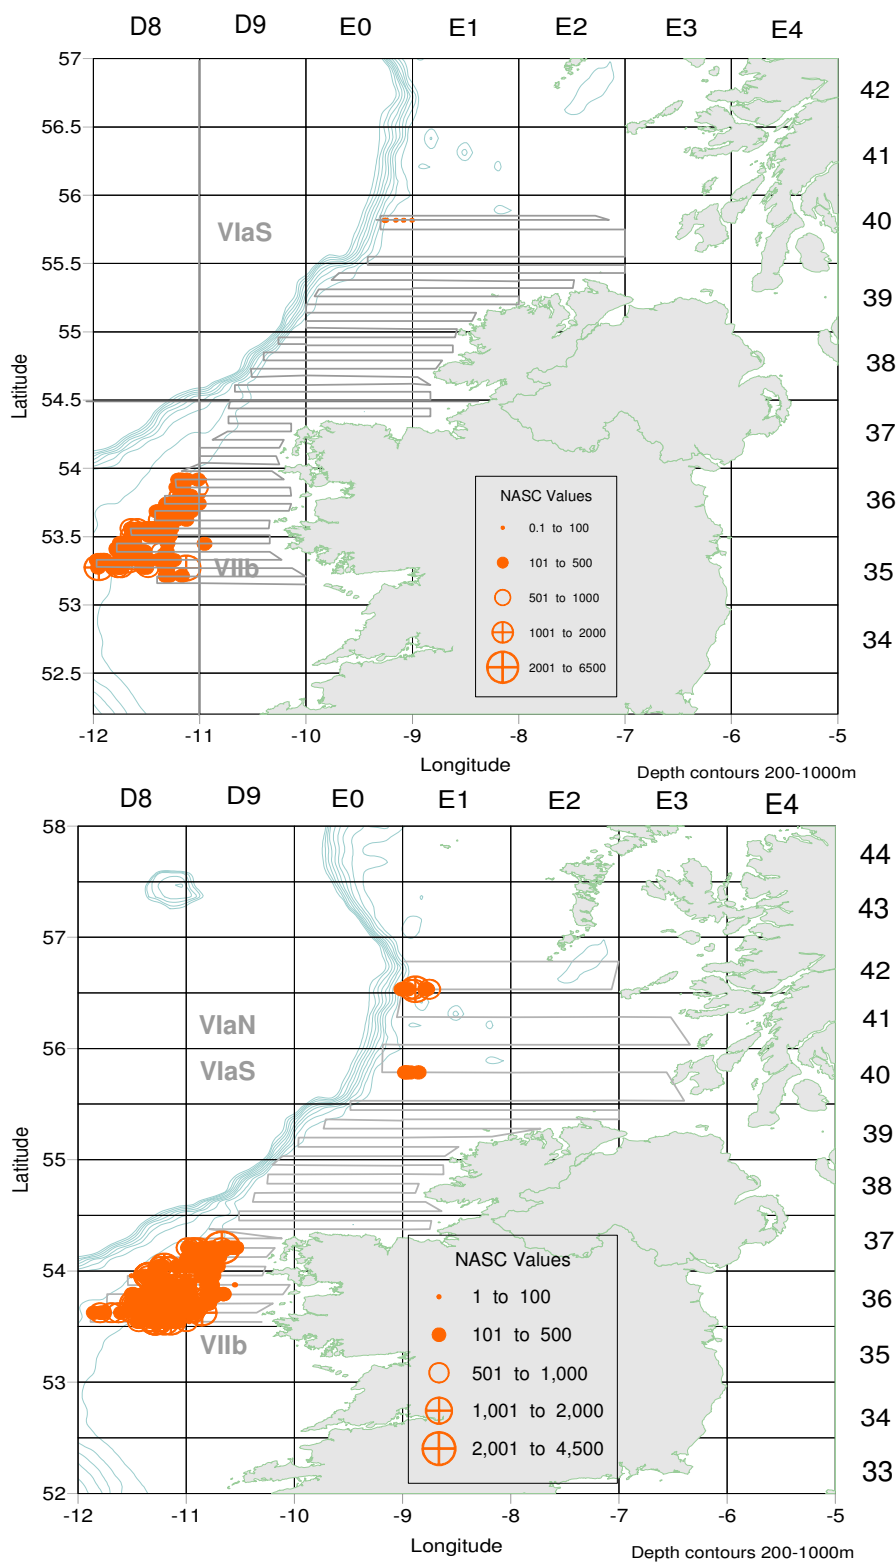 D8 D9 E0 E1 E2 E3 E4
57
42
56.5
41
56
40
VIaS
55.5
39
55
38
Latitude
54.5
37
54
36
NASC Values
0.1 to 100
53.5
101 to 500
VIIb
35
501 to 1000
53
1001 to 2000
34
2001 to 6500
52.5
-12 -11 -10 -9 -8 -7 -6 -5
Longitude
Depth contours 200-1000m
D8 D9 E0 E1 E2 E3 E4
58
44
43
57
42
VIaN
41
56
VIaS
40
39
Latitude
55
38
37
NASC Values
54
1 to 100
36
101 to 500
VIIb
35
501 to 1,000
53
1,001 to 2,000
34
2,001 to 4,500
33
52
-12 -11 -10 -9 -8 -7 -6 -5
Longitude
Depth contours 200-1000m